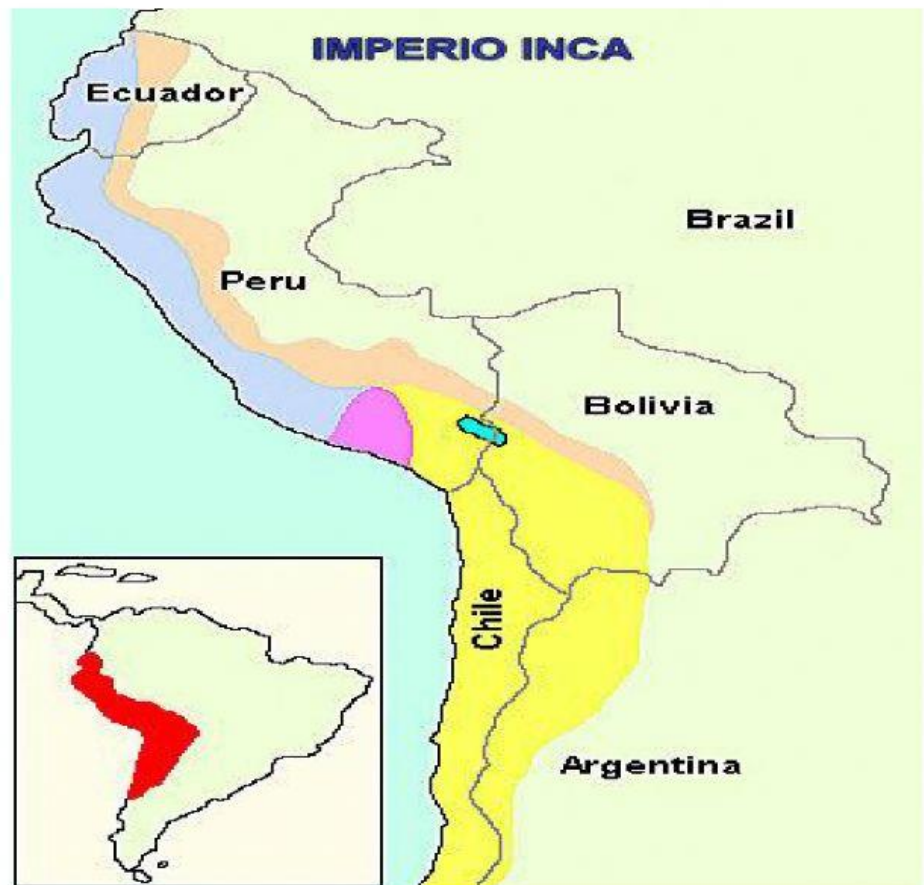 IMPERIO INCA
Ecuador
Brazil
Peru
Bolivia
Chile
Argentina